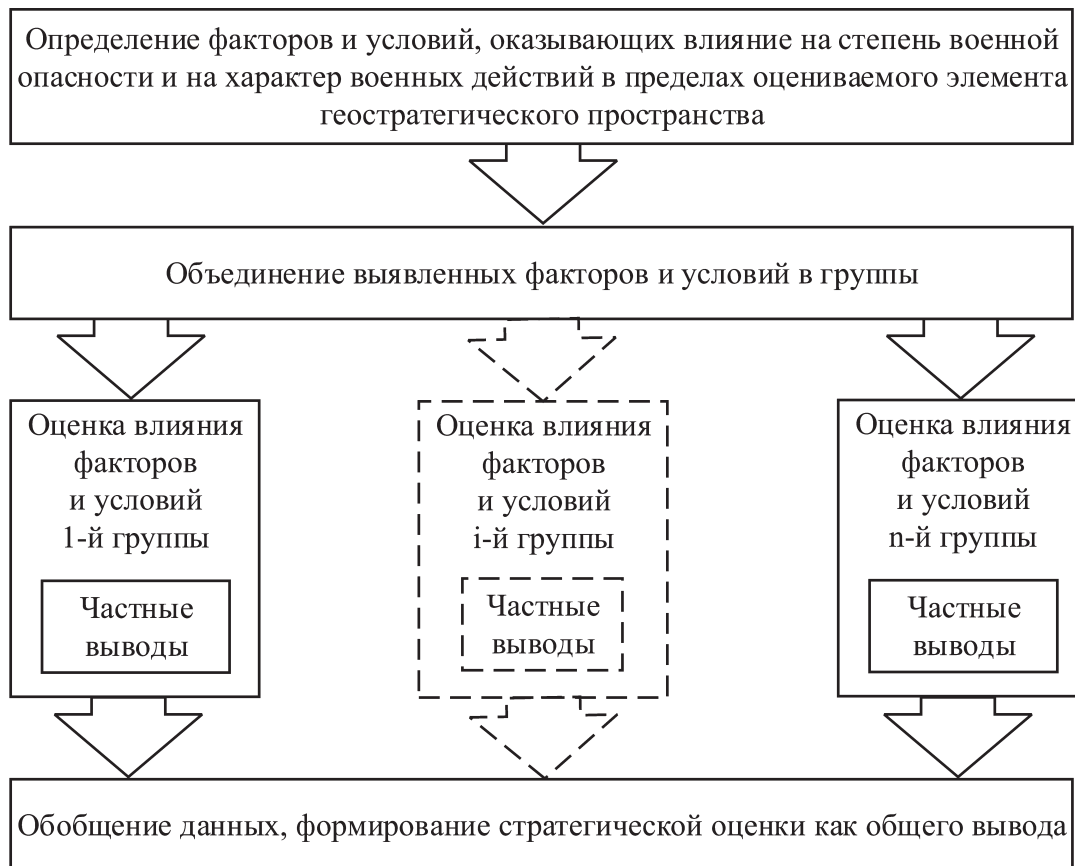 Определение факторов и условий, оказывающих влияние на степень военной
опасности и на характер военных действий в пределах оцениваемого элемента
геостратегического пространства
Объединение выявленных факторов и условий в группы
Оценка влияния
факторов
и условий
1-й группы
Частные
выводы
Оценка влияния
факторов
и условий
i-й группы
Частные
выводы
Оценка влияния
факторов
и условий
n-й группы
Частные
выводы
Обобщение данных, формирование стратегической оценки как общего вывода